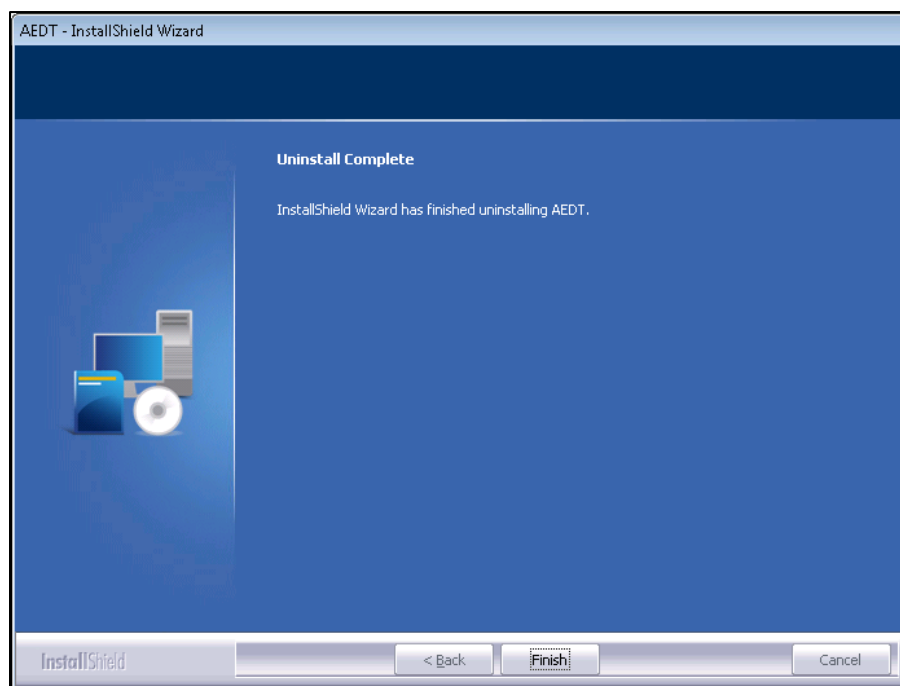 AEDT - InstallShield Wizard
Uninstall Complete
InstallShield Wizard has finished uninstalling AEDT.
InstallShield
< Back
Finish
Cancel